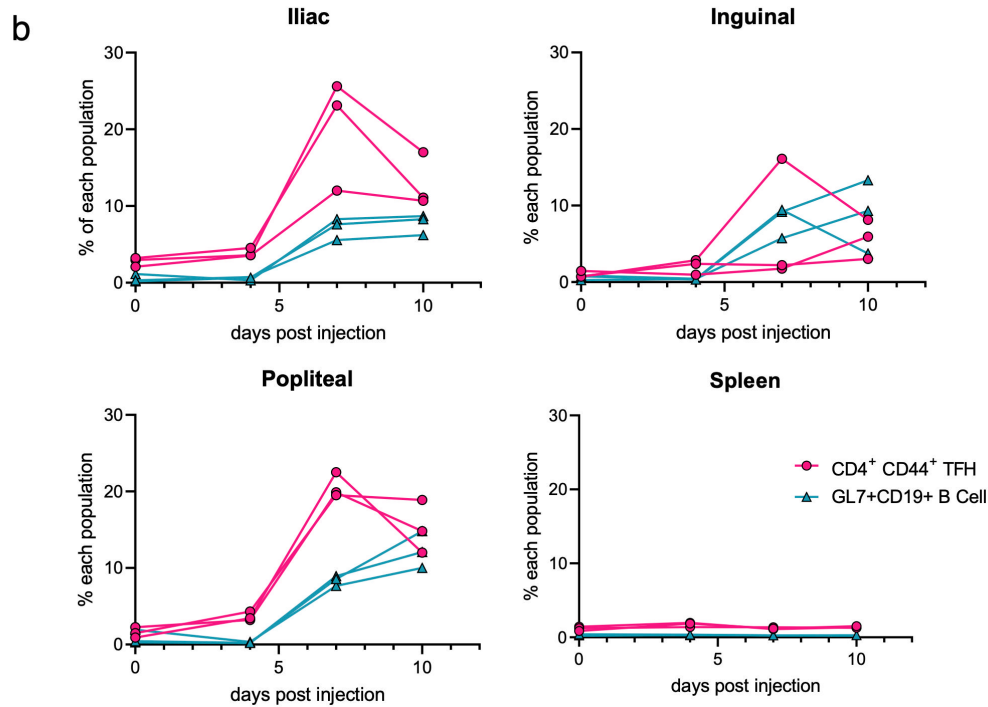 b
Iliac
% of each population
30
20
10
0
0 5 10
days post injection
Inguinal
% each population
30
20
10
0
0 5 10
days post injection
Popliteal
% each population
30
20
10
0
0 5 10
days post injection
Spleen
% each population
30
20
10
0
0 5 10
days post injection
CD4⁺ CD44⁺ TFH
GL7+CD19+ B Cell